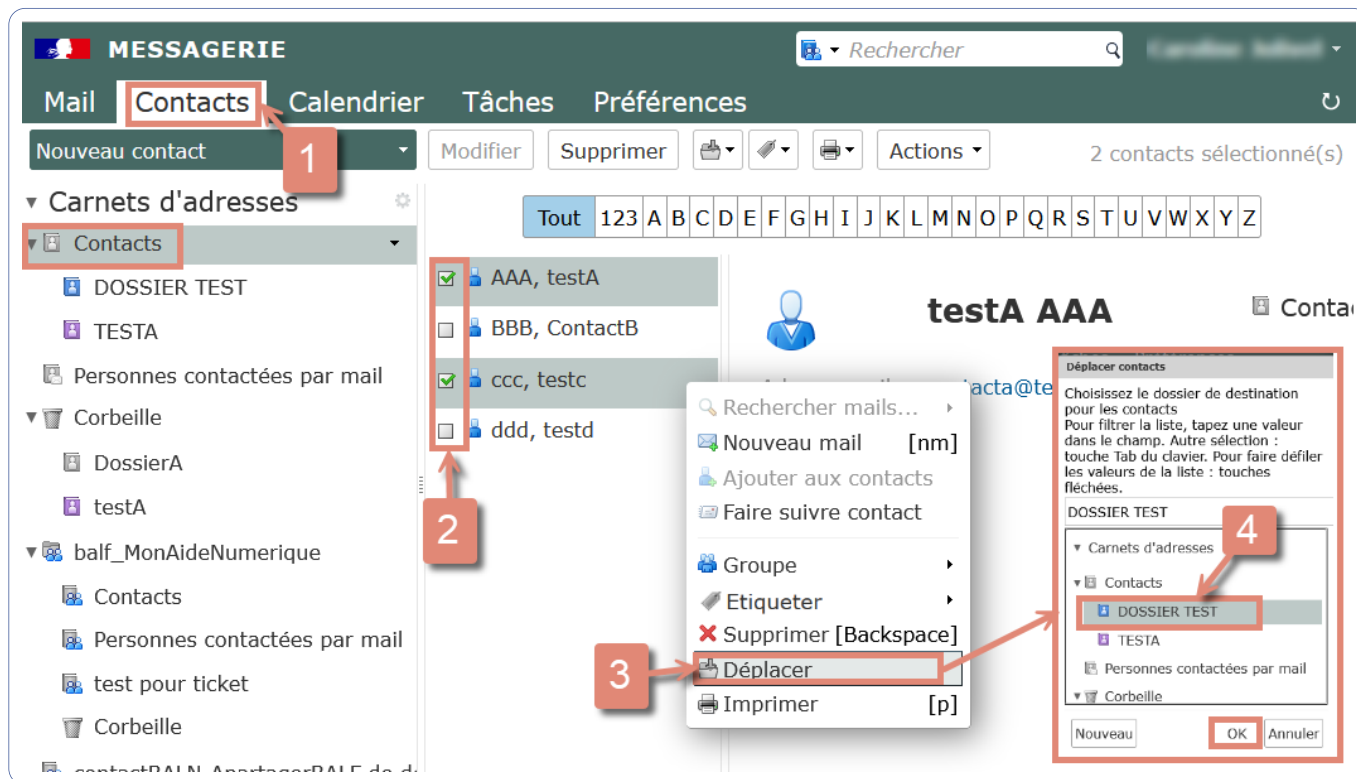 MESSAGERIE
Rechercher
Mail Contacts Calendrier Tâches Préférences
Nouveau contact
1
Modifier Supprimer Actions
2 contacts sélectionné(s)
Carnets d'adresses
Contacts
DOSSIER TEST
TESTA
Personnes contactées par mail
Corbeille
DossierA
testA
balf_MonAideNumerique
Contacts
Personnes contactées par mail
test pour ticket
Corbeille
Tout 123 A B C D E F G H I J K L M N O P Q R S T U V W X Y Z
AAA, testA
BBB, ContactB
ccc, testc
ddd, testd
2
testA AAA
acta@te
Rechercher mails...
Nouveau mail [nm]
Ajouter aux contacts
Faire suivre contact
Groupe
Etiqueter
Supprimer [Backspace]
3
Déplacer
Imprimer [p]
Déplacer contacts
Choisissez le dossier de destination
pour les contacts
Pour filtrer la liste, tapez une valeur
dans le champ. Autre sélection :
touche Tab du clavier. Pour faire défiler
les valeurs de la liste : touches
fléchées.
DOSSIER TEST
4
Carnets d'adresses
Contacts
DOSSIER TEST
TESTA
Personnes contactées par mail
Corbeille
Nouveau OK Annuler